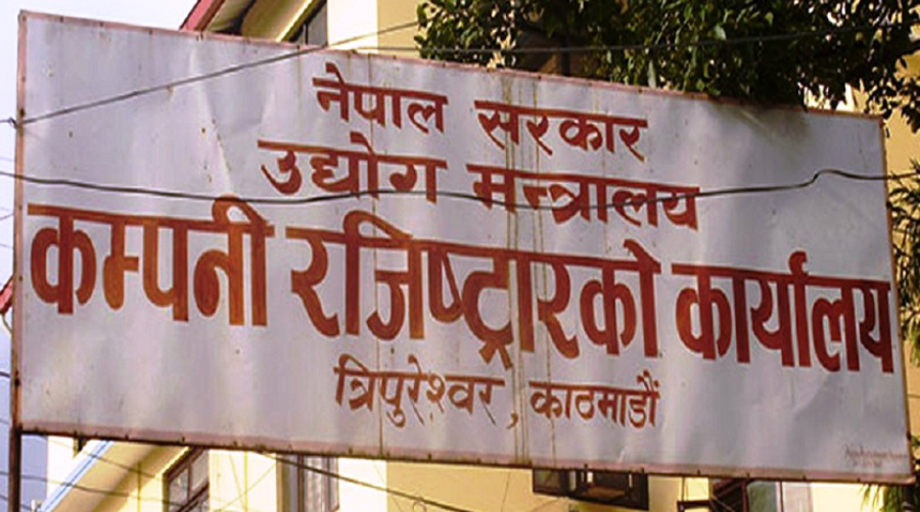 नेपाल सरकार
उद्योग मन्त्रालय
कम्पनी रजिष्ट्रारको कार्यालय
त्रिपुरेश्वर, काठमाडौं